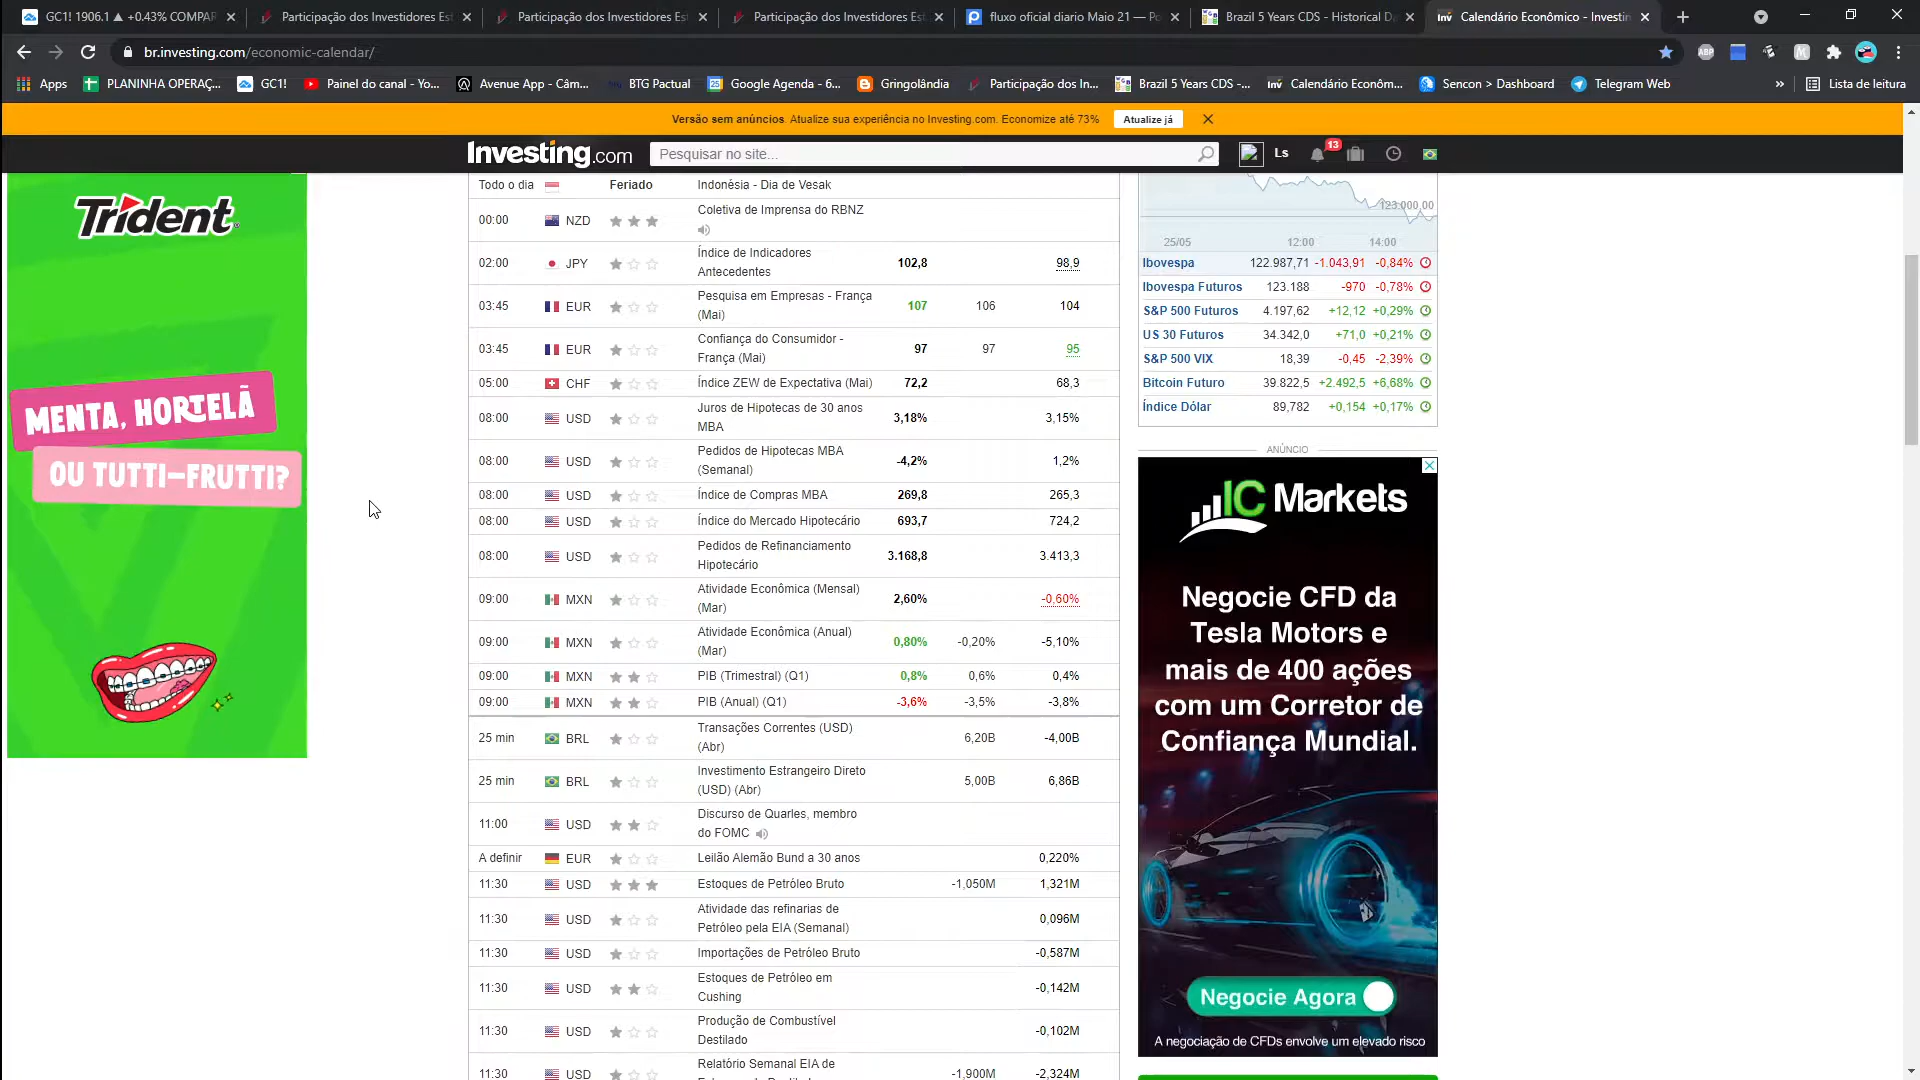 GC1! 1906.1 ▲ +0.43% COMPAR
Participação dos Investidores Es
Participação dos Investidores Es
Participação dos Investidores Es
fluxo oficial diario Maio 21 — Po
Brazil 5 Years CDS - Historical D
Calendário Econômico - Investin
br.investing.com/economic-calendar/
Apps
PLANINHA OPERAÇ...
GC1!
Painel do canal - Yo...
Avenue App - Câm...
BTG Pactual
Google Agenda - 6...
Gringolândia
Participação dos In...
Brazil 5 Years CDS -...
Calendário Econôm...
Sencon > Dashboard
Telegram Web
»
Lista de leitura
Versão sem anúncios. Atualize sua experiência no Investing.com. Economize até 73%
Atualize já
Investing.com
Pesquisar no site...
Ls
13
Trident
MENTA, HORTELÃ
OU TUTTI-FRUTTI?
Todo o dia Feriado Indonésia - Dia de Vesak
00:00 NZD Coletiva de Imprensa do RBNZ
02:00 JPY Índice de Indicadores 102,8 98,9
Antecedentes
03:45 EUR Pesquisa em Empresas - França 107 106 104
(Mai)
03:45 EUR Confiança do Consumidor - 97 97 95
França (Mai)
05:00 CHF Índice ZEW de Expectativa (Mai) 72,2 68,3
08:00 USD Juros de Hipotecas de 30 anos 3,18% 3,15%
MBA
08:00 USD Pedidos de Hipotecas MBA -4,2% 1,2%
(Semanal)
08:00 USD Índice de Compras MBA 269,8 265,3
08:00 USD Índice do Mercado Hipotecário 693,7 724,2
08:00 USD Pedidos de Refinanciamento 3.168,8 3.413,3
Hipotecário
09:00 MXN Atividade Econômica (Mensal) 2,60% -0,60%
(Mar)
09:00 MXN Atividade Econômica (Anual) 0,80% -0,20% -5,10%
(Mar)
09:00 MXN PIB (Trimestral) (Q1) 0,8% 0,6% 0,4%
09:00 MXN PIB (Anual) (Q1) -3,6% -3,5% -3,8%
25 min BRL Transações Correntes (USD) 6,20B -4,00B
(Abr)
25 min BRL Investimento Estrangeiro Direto 5,00B 6,86B
(USD) (Abr)
11:00 USD Discurso de Quarles, membro
do FOMC
A definir EUR Leilão Alemão Bund a 30 anos 0,220%
11:30 USD Estoques de Petróleo Bruto -1,050M 1,321M
11:30 USD Atividade das refinarias de 0,096M
Petróleo pela EIA (Semanal)
11:30 USD Importações de Petróleo Bruto -0,587M
11:30 USD Estoques de Petróleo em -0,142M
Cushing
11:30 USD Produção de Combustível -0,102M
Destilado
11:30 USD Relatório Semanal EIA de -1,900M -2,324M
123.000,00
25/05 12:00 14:00
Ibovespa 122.987,71 -1.043,91 -0,84%
Ibovespa Futuros 123.188 -970 -0,78%
S&P 500 Futuros 4.197,62 +12,12 +0,29%
US 30 Futuros 34.342,0 +71,0 +0,21%
S&P 500 VIX 18,39 -0,45 -2,39%
Bitcoin Futuro 39.822,5 +2.492,5 +6,68%
Índice Dólar 89,782 +0,154 +0,17%
ANÚNCIO
IC Markets
Negocie CFD da
Tesla Motors e
mais de 400 ações
com um Corretor de
Confiança Mundial.
Negocie Agora
A negociação de CFDs envolve um elevado risco